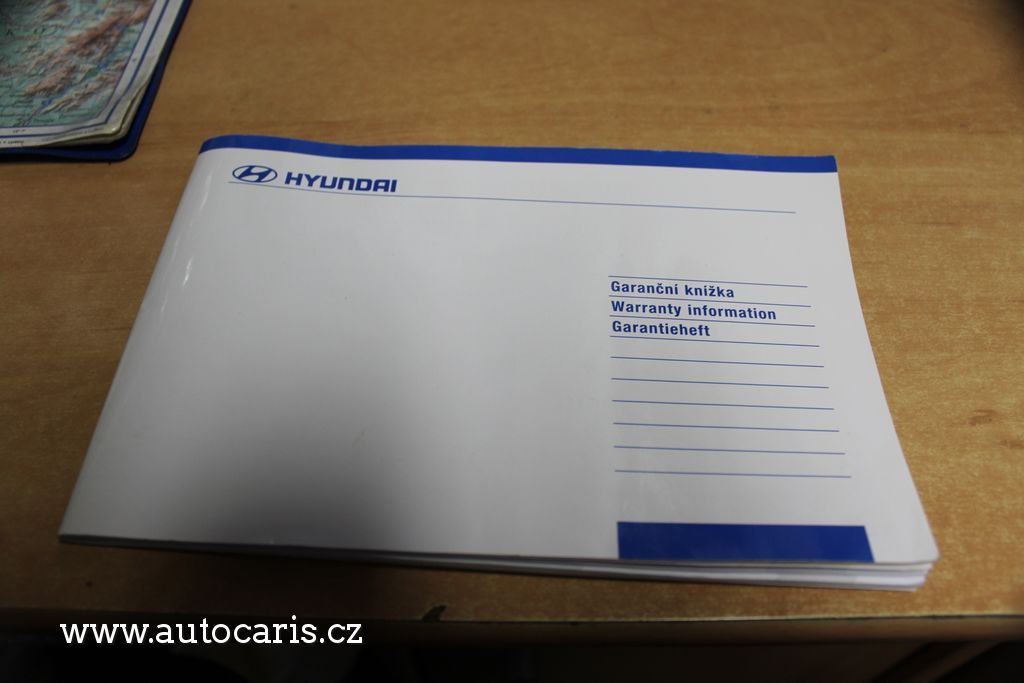 HYUNDAI
Garanční knížka
Warranty information
Garantieheft
www.autocaris.cz